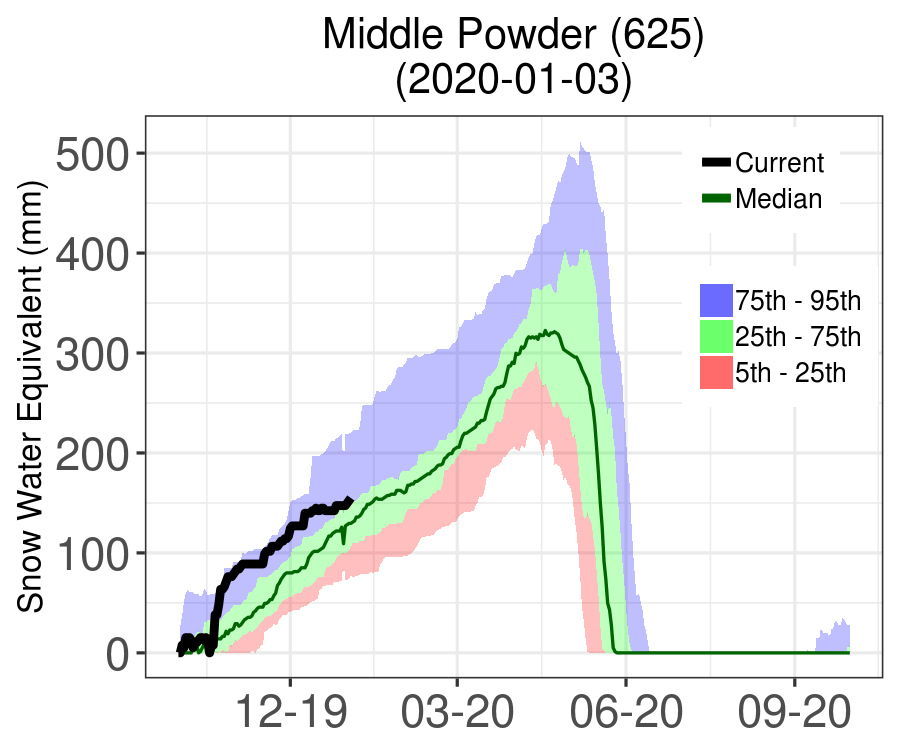 Middle Powder (625)
(2020-01-03)
Snow Water Equivalent (mm)
500
400
300
200
100
0
12-19
03-20
06-20
09-20
Current
Median
75th - 95th
25th - 75th
5th - 25th